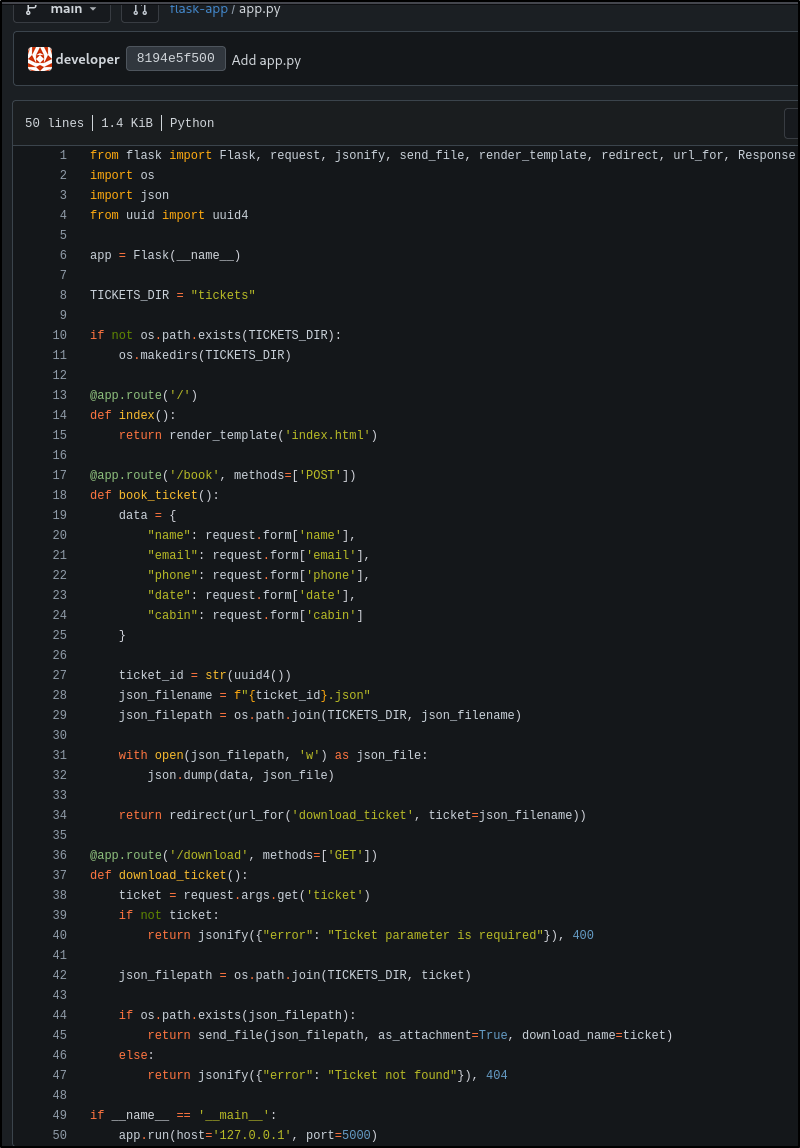 main
flask-app / app.py
developer 8194e5f500 Add app.py
50 lines | 1.4 KiB | Python
1 from flask import Flask, request, jsonify, send_file, render_template, redirect, url_for, Response
2 import os
3 import json
4 from uuid import uuid4
5
6 app = Flask(__name__)
7
8 TICKETS_DIR = "tickets"
9
10 if not os.path.exists(TICKETS_DIR):
11     os.makedirs(TICKETS_DIR)
12
13 @app.route('/')
14 def index():
15     return render_template('index.html')
16
17 @app.route('/book', methods=['POST'])
18 def book_ticket():
19     data = {
20         "name": request.form['name'],
21         "email": request.form['email'],
22         "phone": request.form['phone'],
23         "date": request.form['date'],
24         "cabin": request.form['cabin']
25     }
26
27     ticket_id = str(uuid4())
28     json_filename = f"{ticket_id}.json"
29     json_filepath = os.path.join(TICKETS_DIR, json_filename)
30
31     with open(json_filepath, 'w') as json_file:
32         json.dump(data, json_file)
33
34     return redirect(url_for('download_ticket', ticket=json_filename))
35
36 @app.route('/download', methods=['GET'])
37 def download_ticket():
38     ticket = request.args.get('ticket')
39     if not ticket:
40         return jsonify({"error": "Ticket parameter is required"}), 400
41
42     json_filepath = os.path.join(TICKETS_DIR, ticket)
43
44     if os.path.exists(json_filepath):
45         return send_file(json_filepath, as_attachment=True, download_name=ticket)
46     else:
47         return jsonify({"error": "Ticket not found"}), 404
48
49 if __name__ == '__main__':
50     app.run(host='127.0.0.1', port=5000)